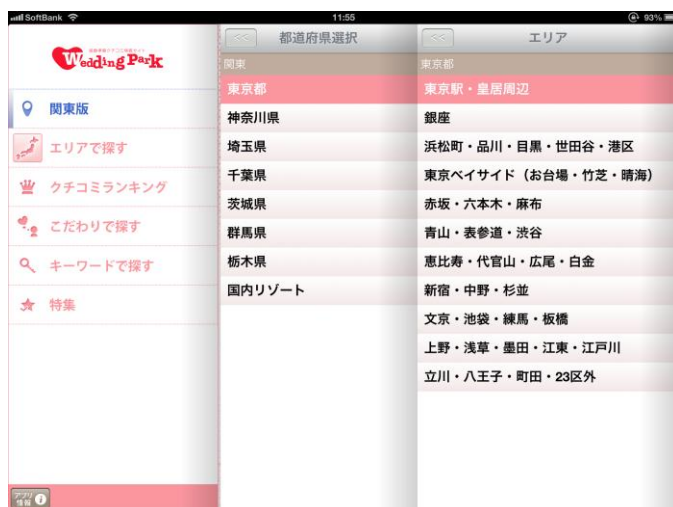 SoftBank
11:55
93%
Wedding Park
関東版
エリアで探す
クチコミランキング
こだわりで探す
キーワードで探す
特集
アプリ
情報
<<
都道府県選択
関東
東京都
神奈川県
埼玉県
千葉県
茨城県
群馬県
栃木県
国内リゾート
<<
エリア
東京都
東京駅・皇居周辺
銀座
浜松町・品川・目黒・世田谷・港区
東京ベイサイド（お台場・竹芝・晴海）
赤坂・六本木・麻布
青山・表参道・渋谷
恵比寿・代官山・広尾・白金
新宿・中野・杉並
文京・池袋・練馬・板橋
上野・浅草・墨田・江東・江戸川
立川・八王子・町田・23区外